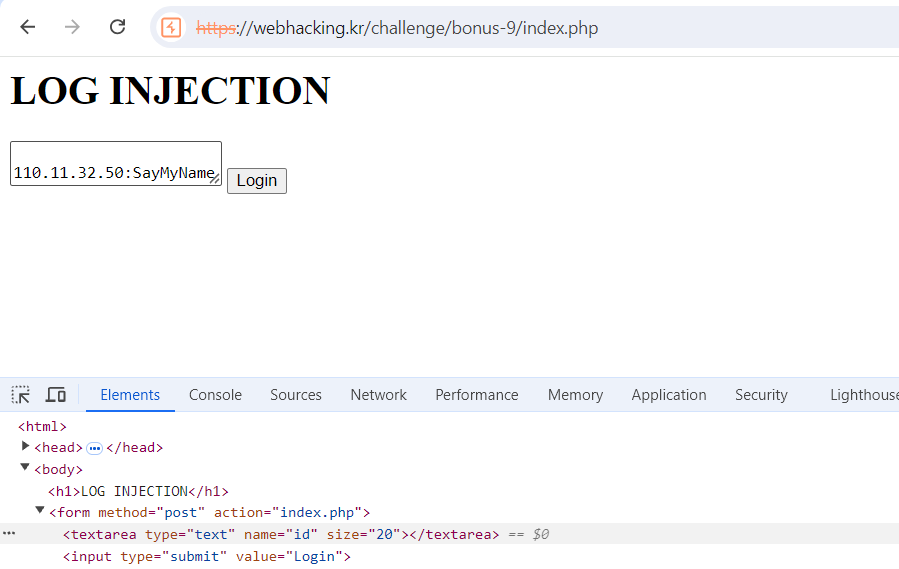 https://webhacking.kr/challenge/bonus-9/index.php
LOG INJECTION
110.11.32.50:SayMyName
Login
Elements Console Sources Network Performance Memory Application Security Lighthouse
<html>
<head> ••• </head>
<body>
<h1>LOG INJECTION</h1>
<form method="post" action="index.php">
••• <textarea type="text" name="id" size="20"></textarea> == $0
<input type="submit" value="Login">